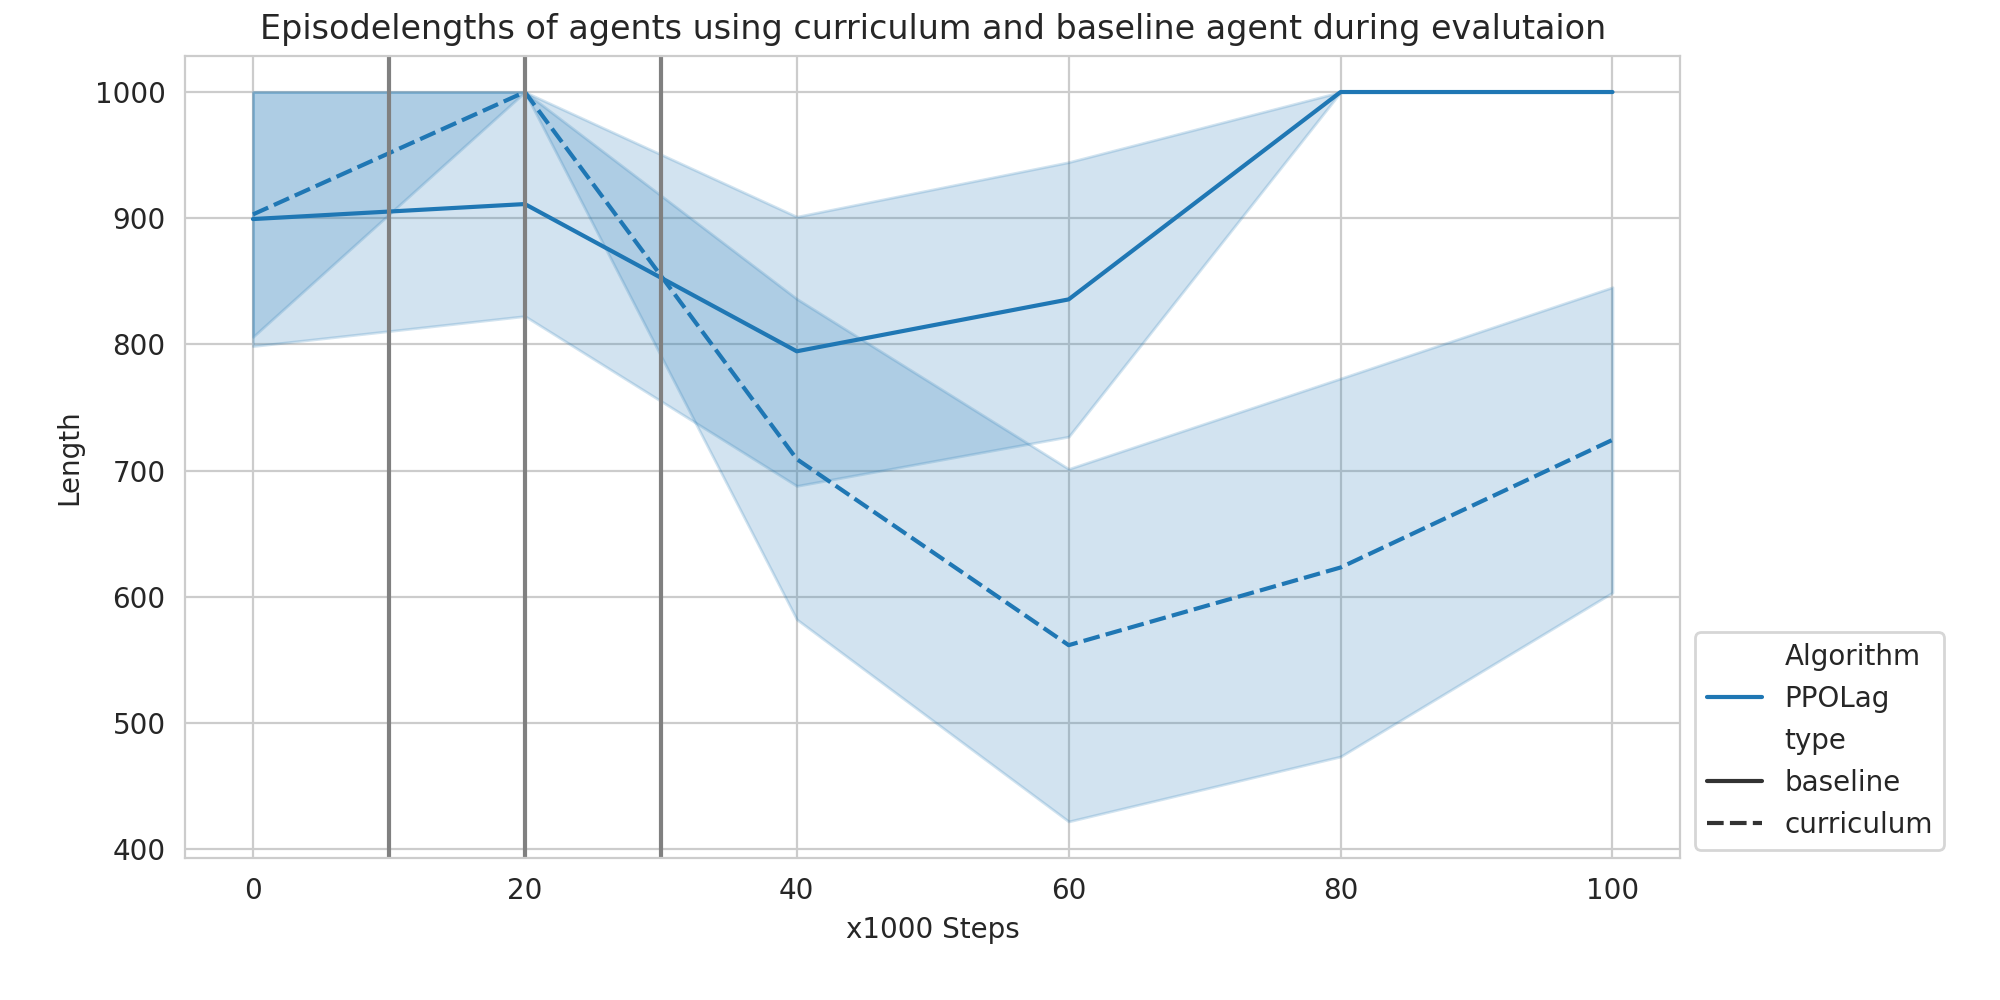 Episodelengths of agents using curriculum and baseline agent during evalutaion
1000
900
800
700
600
500
400
Length
0 20 40 60 80 100
x1000 Steps
Algorithm
PPOLag
type
baseline
curriculum